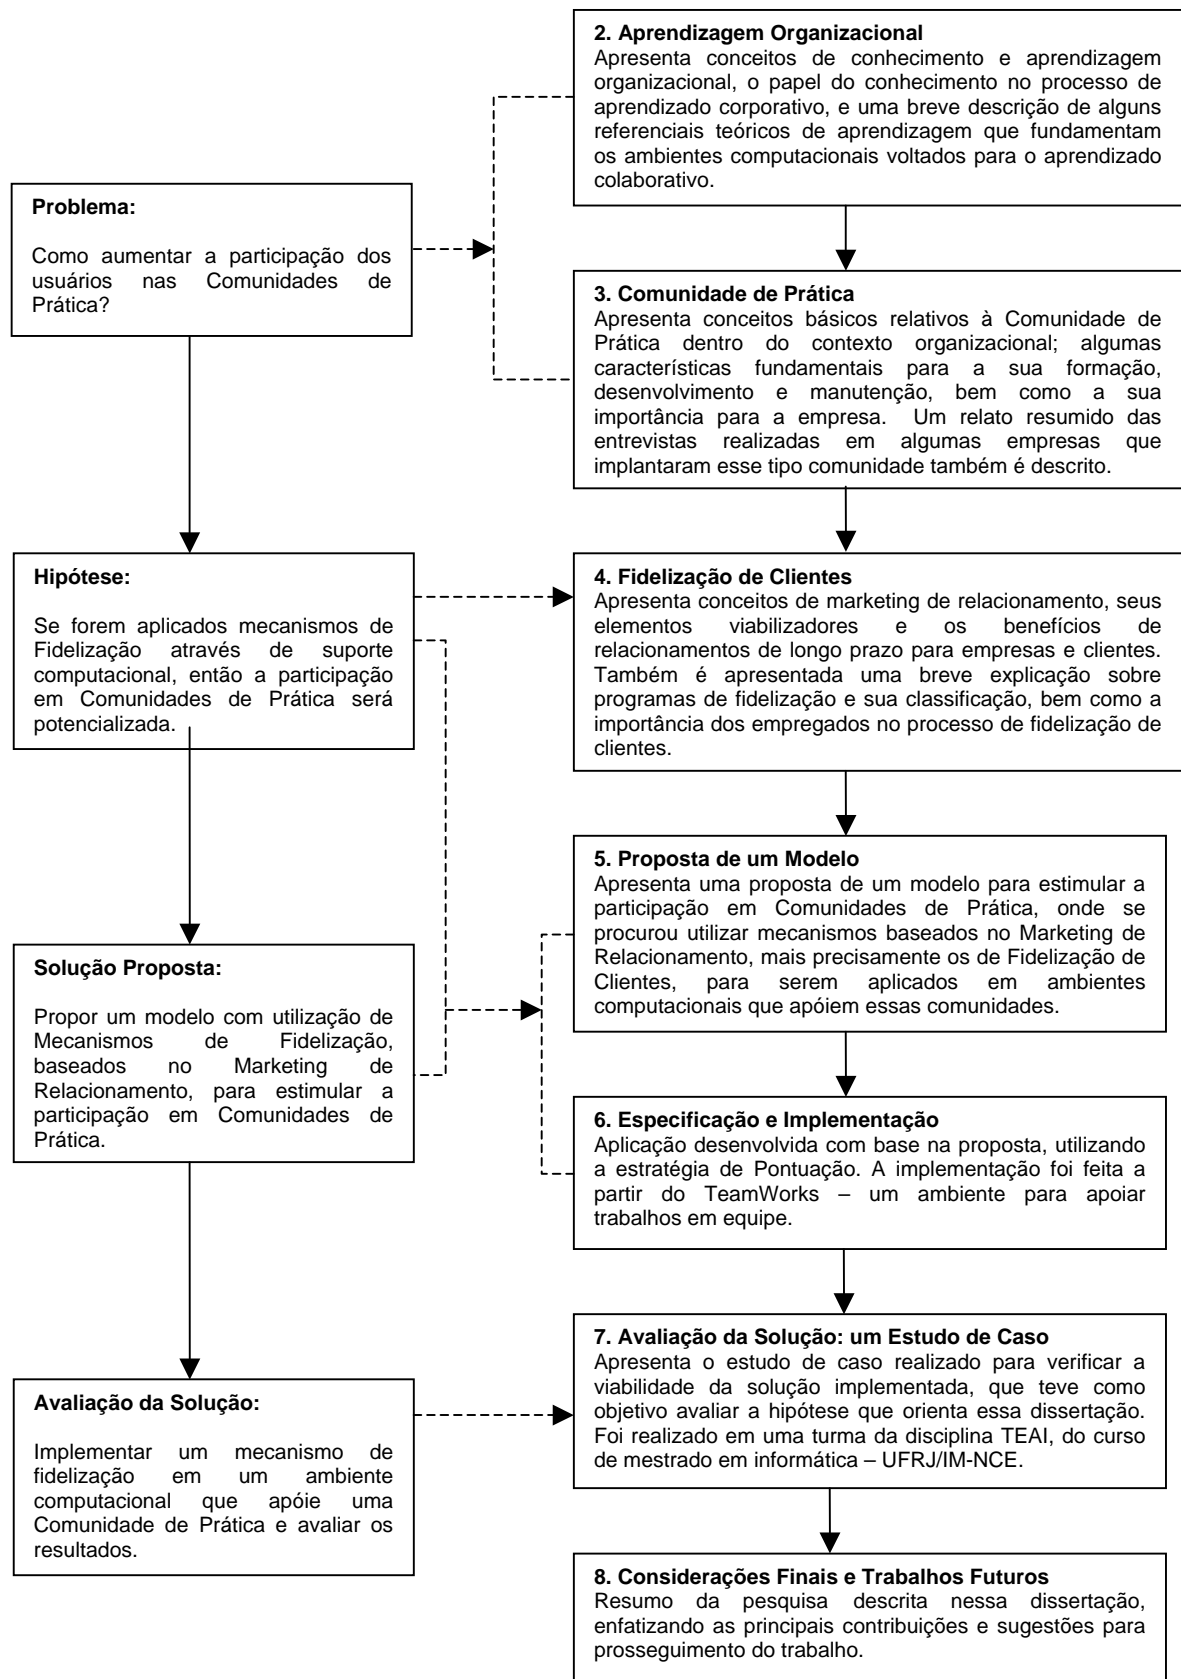 2. Aprendizagem Organizacional
Apresenta conceitos de conhecimento e aprendizagem
organizacional, o papel do conhecimento no processo de
aprendizado corporativo, e uma breve descrição de alguns
referenciais teóricos de aprendizagem que fundamentam
os ambientes computacionais voltados para o aprendizado
colaborativo.
Problema:
Como aumentar a participação dos
usuários nas Comunidades de
Prática?
3. Comunidade de Prática
Apresenta conceitos básicos relativos à Comunidade de
Prática dentro do contexto organizacional; algumas
características fundamentais para a sua formação,
desenvolvimento e manutenção, bem como a sua
importância para a empresa. Um relato resumido das
entrevistas realizadas em algumas empresas que
implantaram esse tipo comunidade também é descrito.
Hipótese:
Se forem aplicados mecanismos de
Fidelização através de suporte
computacional, então a participação
em Comunidades de Prática será
potencializada.
4. Fidelização de Clientes
Apresenta conceitos de marketing de relacionamento, seus
elementos viabilizadores e os benefícios de
relacionamentos de longo prazo para empresas e clientes.
Também é apresentada uma breve explicação sobre
programas de fidelização e sua classificação, bem como a
importância dos empregados no processo de fidelização de
clientes.
5. Proposta de um Modelo
Apresenta uma proposta de um modelo para estimular a
participação em Comunidades de Prática, onde se
procurou utilizar mecanismos baseados no Marketing de
Relacionamento, mais precisamente os de Fidelização de
Clientes, para serem aplicados em ambientes
computacionais que apóiem essas comunidades.
Solução Proposta:
Propor um modelo com utilização de
Mecanismos de Fidelização,
baseados no Marketing de
Relacionamento, para estimular a
participação em Comunidades de
Prática.
6. Especificação e Implementação
Aplicação desenvolvida com base na proposta, utilizando
a estratégia de Pontuação. A implementação foi feita a
partir do TeamWorks – um ambiente para apoiar
trabalhos em equipe.
7. Avaliação da Solução: um Estudo de Caso
Apresenta o estudo de caso realizado para verificar a
viabilidade da solução implementada, que teve como
objetivo avaliar a hipótese que orienta essa dissertação.
Foi realizado em uma turma da disciplina TEAI, do curso
de mestrado em informática – UFRJ/IM-NCE.
Avaliação da Solução:
Implementar um mecanismo de
fidelização em um ambiente
computacional que apóie uma
Comunidade de Prática e avaliar os
resultados.
8. Considerações Finais e Trabalhos Futuros
Resumo da pesquisa descrita nessa dissertação,
enfatizando as principais contribuições e sugestões para
prosseguimento do trabalho.